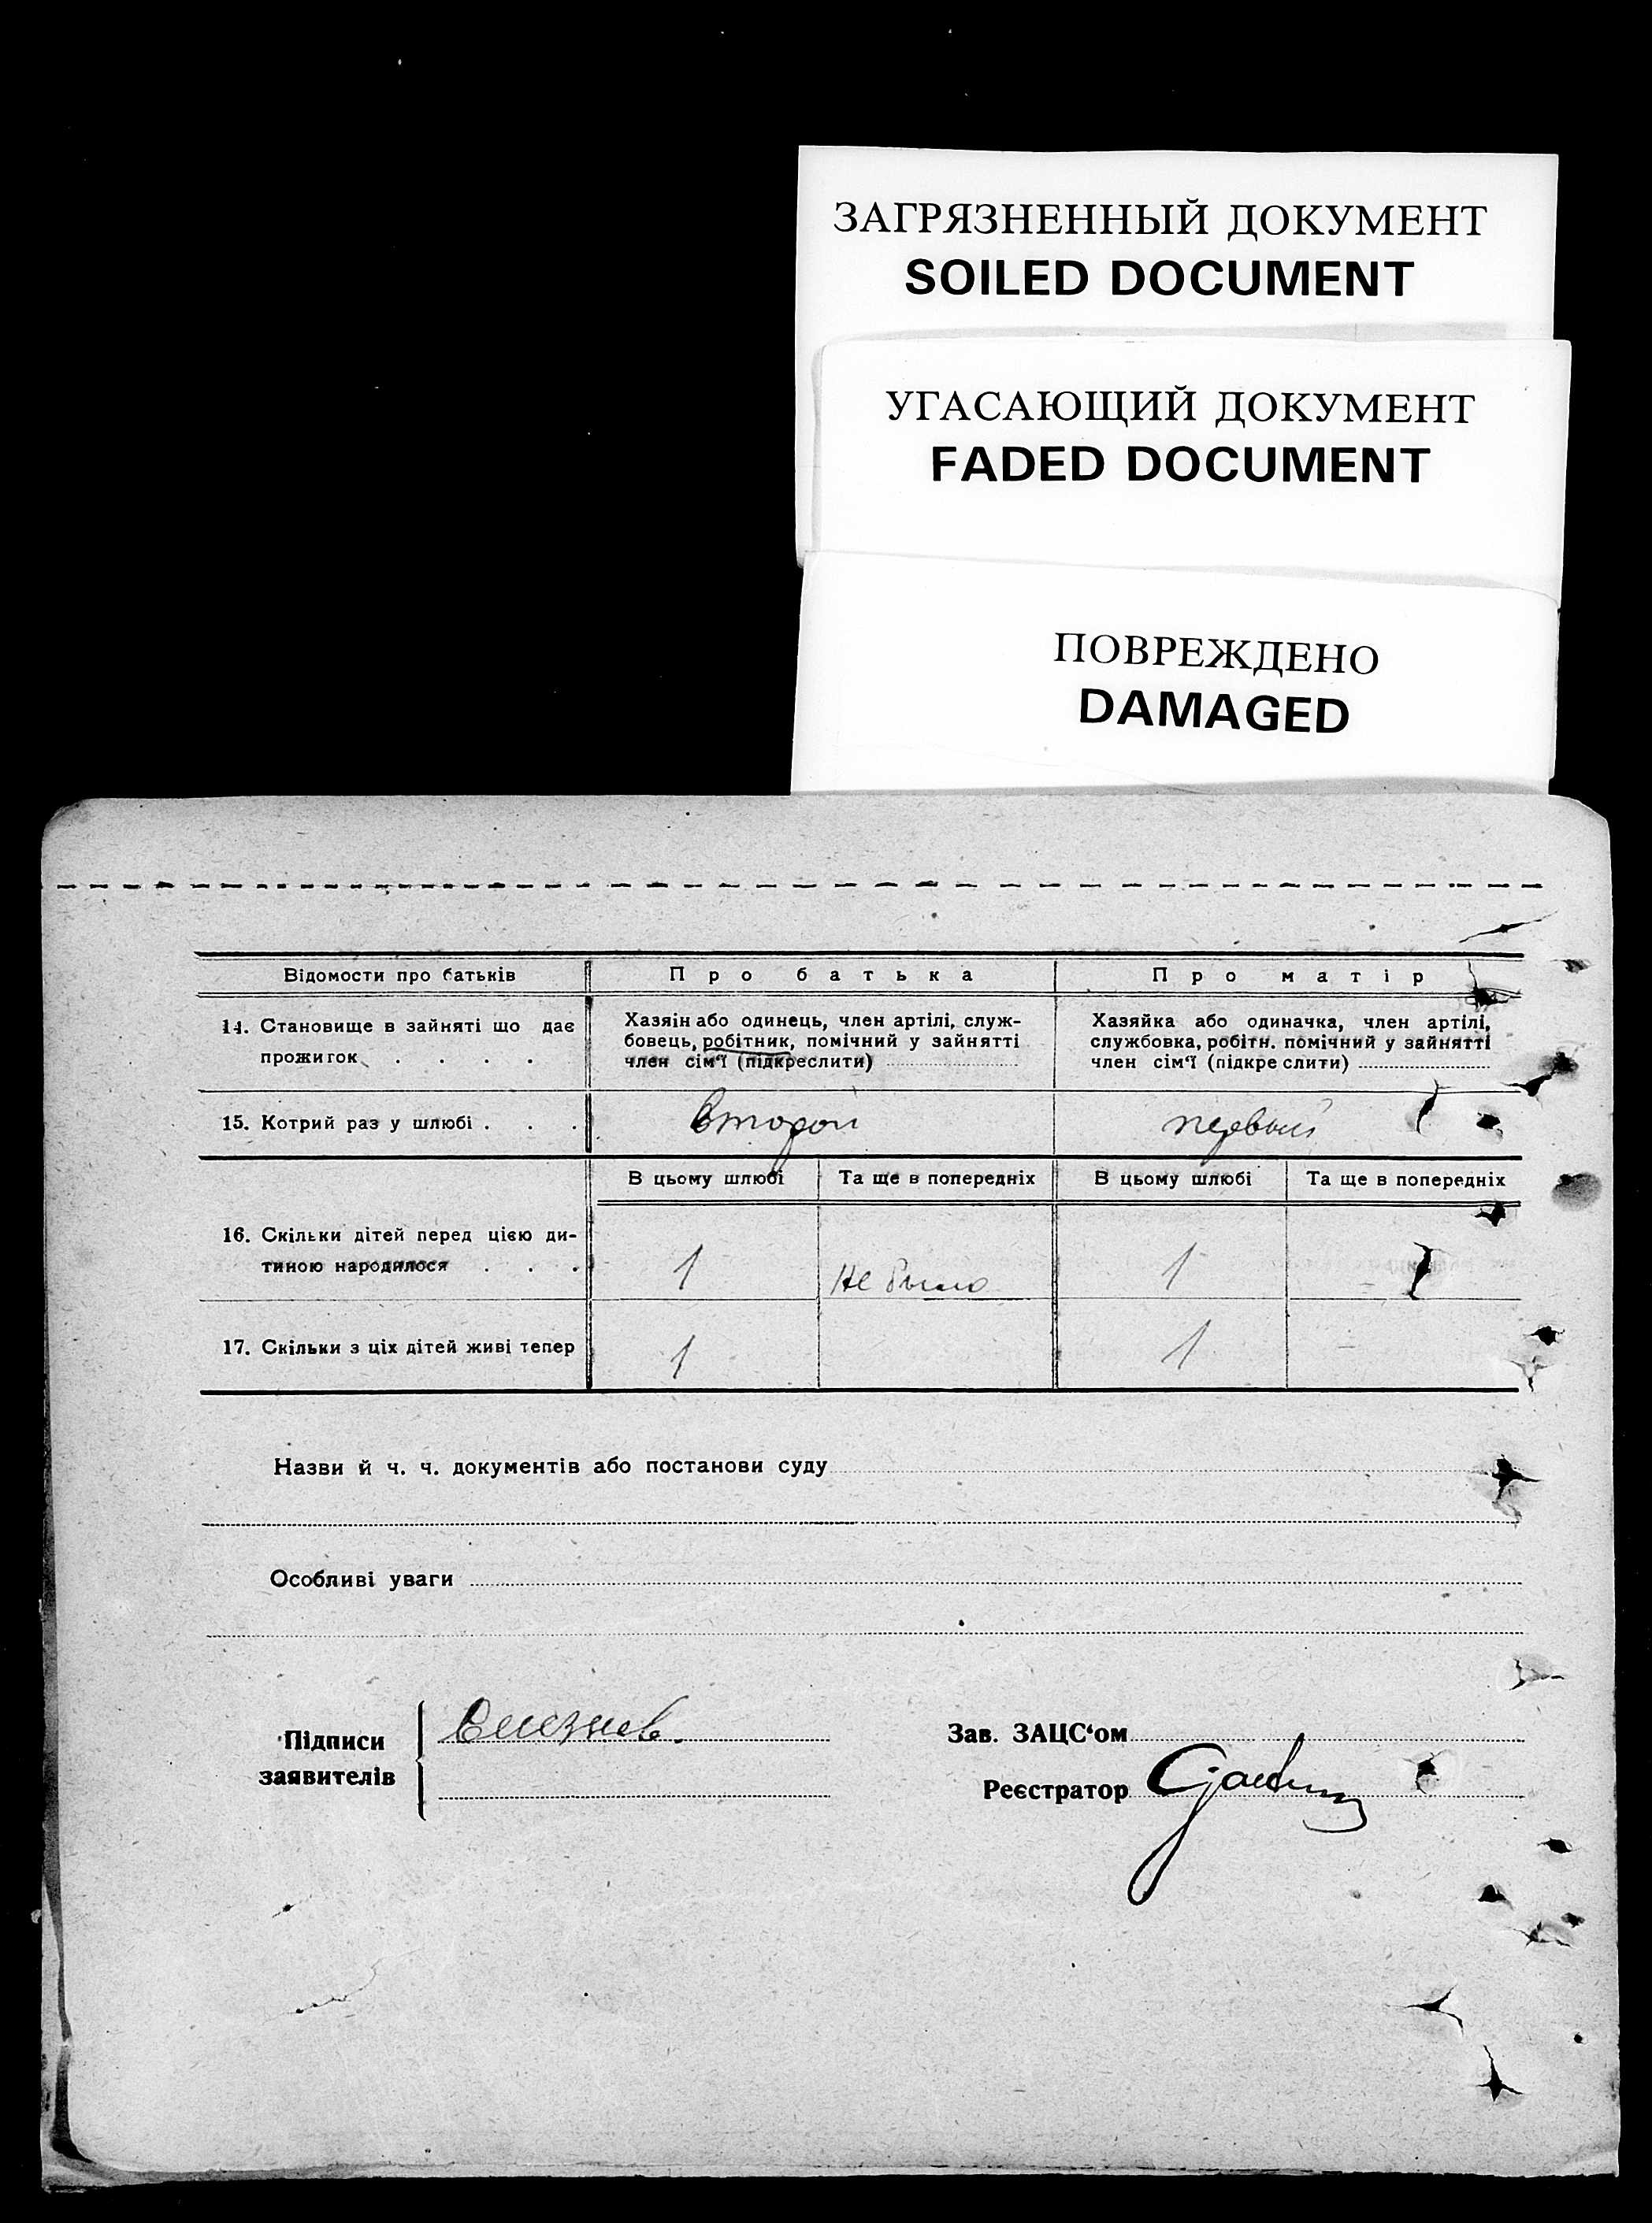 ЗАГРЯЗНЕННЫЙ ДОКУМЕНТ
SOILED DOCUMENT
УГАСАЮЩИЙ ДОКУМЕНТ
FADED DOCUMENT
ПОВРЕЖДЕНО
DAMAGED
Відомости про батьків Про батька Про матір
14. Становище в зайняті що дає прожиток . . . .
Хазяїн або одинець, член артілі, служ-
бовець, робітник, помічний у зайнятті
член сім'ї (підкреслити)
Хазяйка або одиначка, член артілі,
службовка, робітн. помічний у зайнятті
член сім'ї (підкреслити)
15. Котрий раз у шлюбі . . . второй первый
В цьому шлюбі Та ще в попередніх В цьому шлюбі Та ще в попередніх
16. Скільки дітей перед цією ди-
тиною народилося . . . 1 не было 1 –
17. Скільки з ціх дітей живі тепер 1 1 –
Назви й ч. ч. документів або постанови суду
Особливі уваги
Підписи
заявителів
Зав. ЗАЦС'ом
Реєстратор